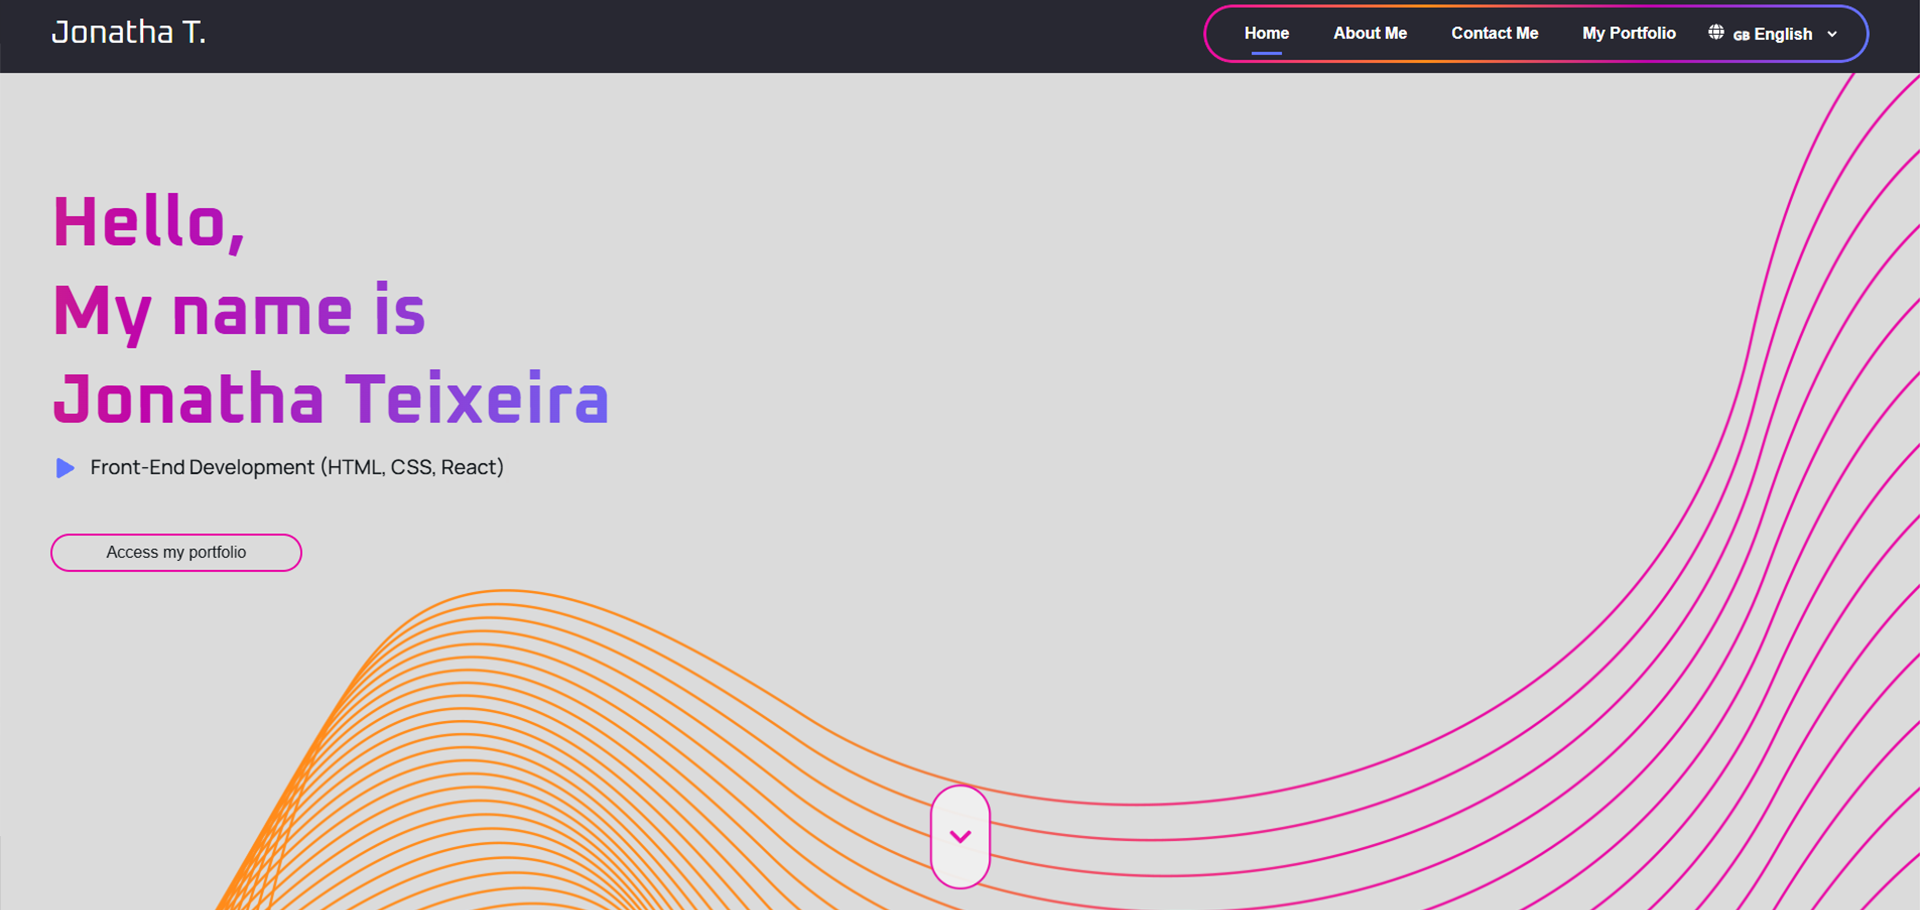 Jonatha T.
Home About Me Contact Me My Portfolio GB English
Hello,
My name is
Jonatha Teixeira
Front-End Development (HTML, CSS, React)
Access my portfolio